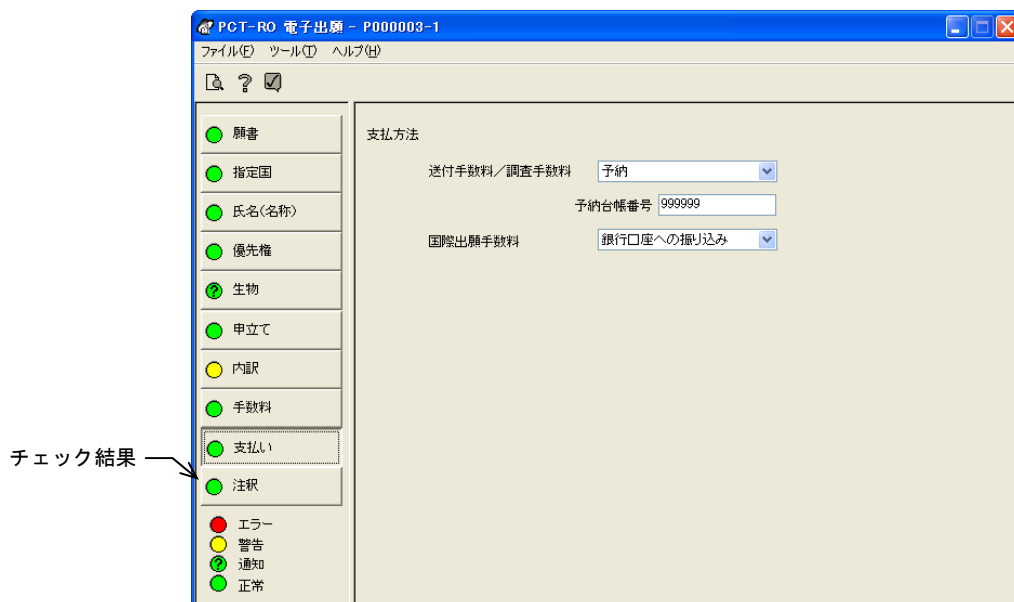 PCT-RO 電子出願 - P000003-1
ファイル(F) ツール(T) ヘルプ(H)
願書
指定国
氏名(名称)
優先権
生物
申立て
内訳
手数料
支払い
注釈
エラー
警告
通知
正常
チェック結果
支払方法
送付手数料／調査手数料 予納
予納台帳番号 999999
国際出願手数料 銀行口座への振り込み